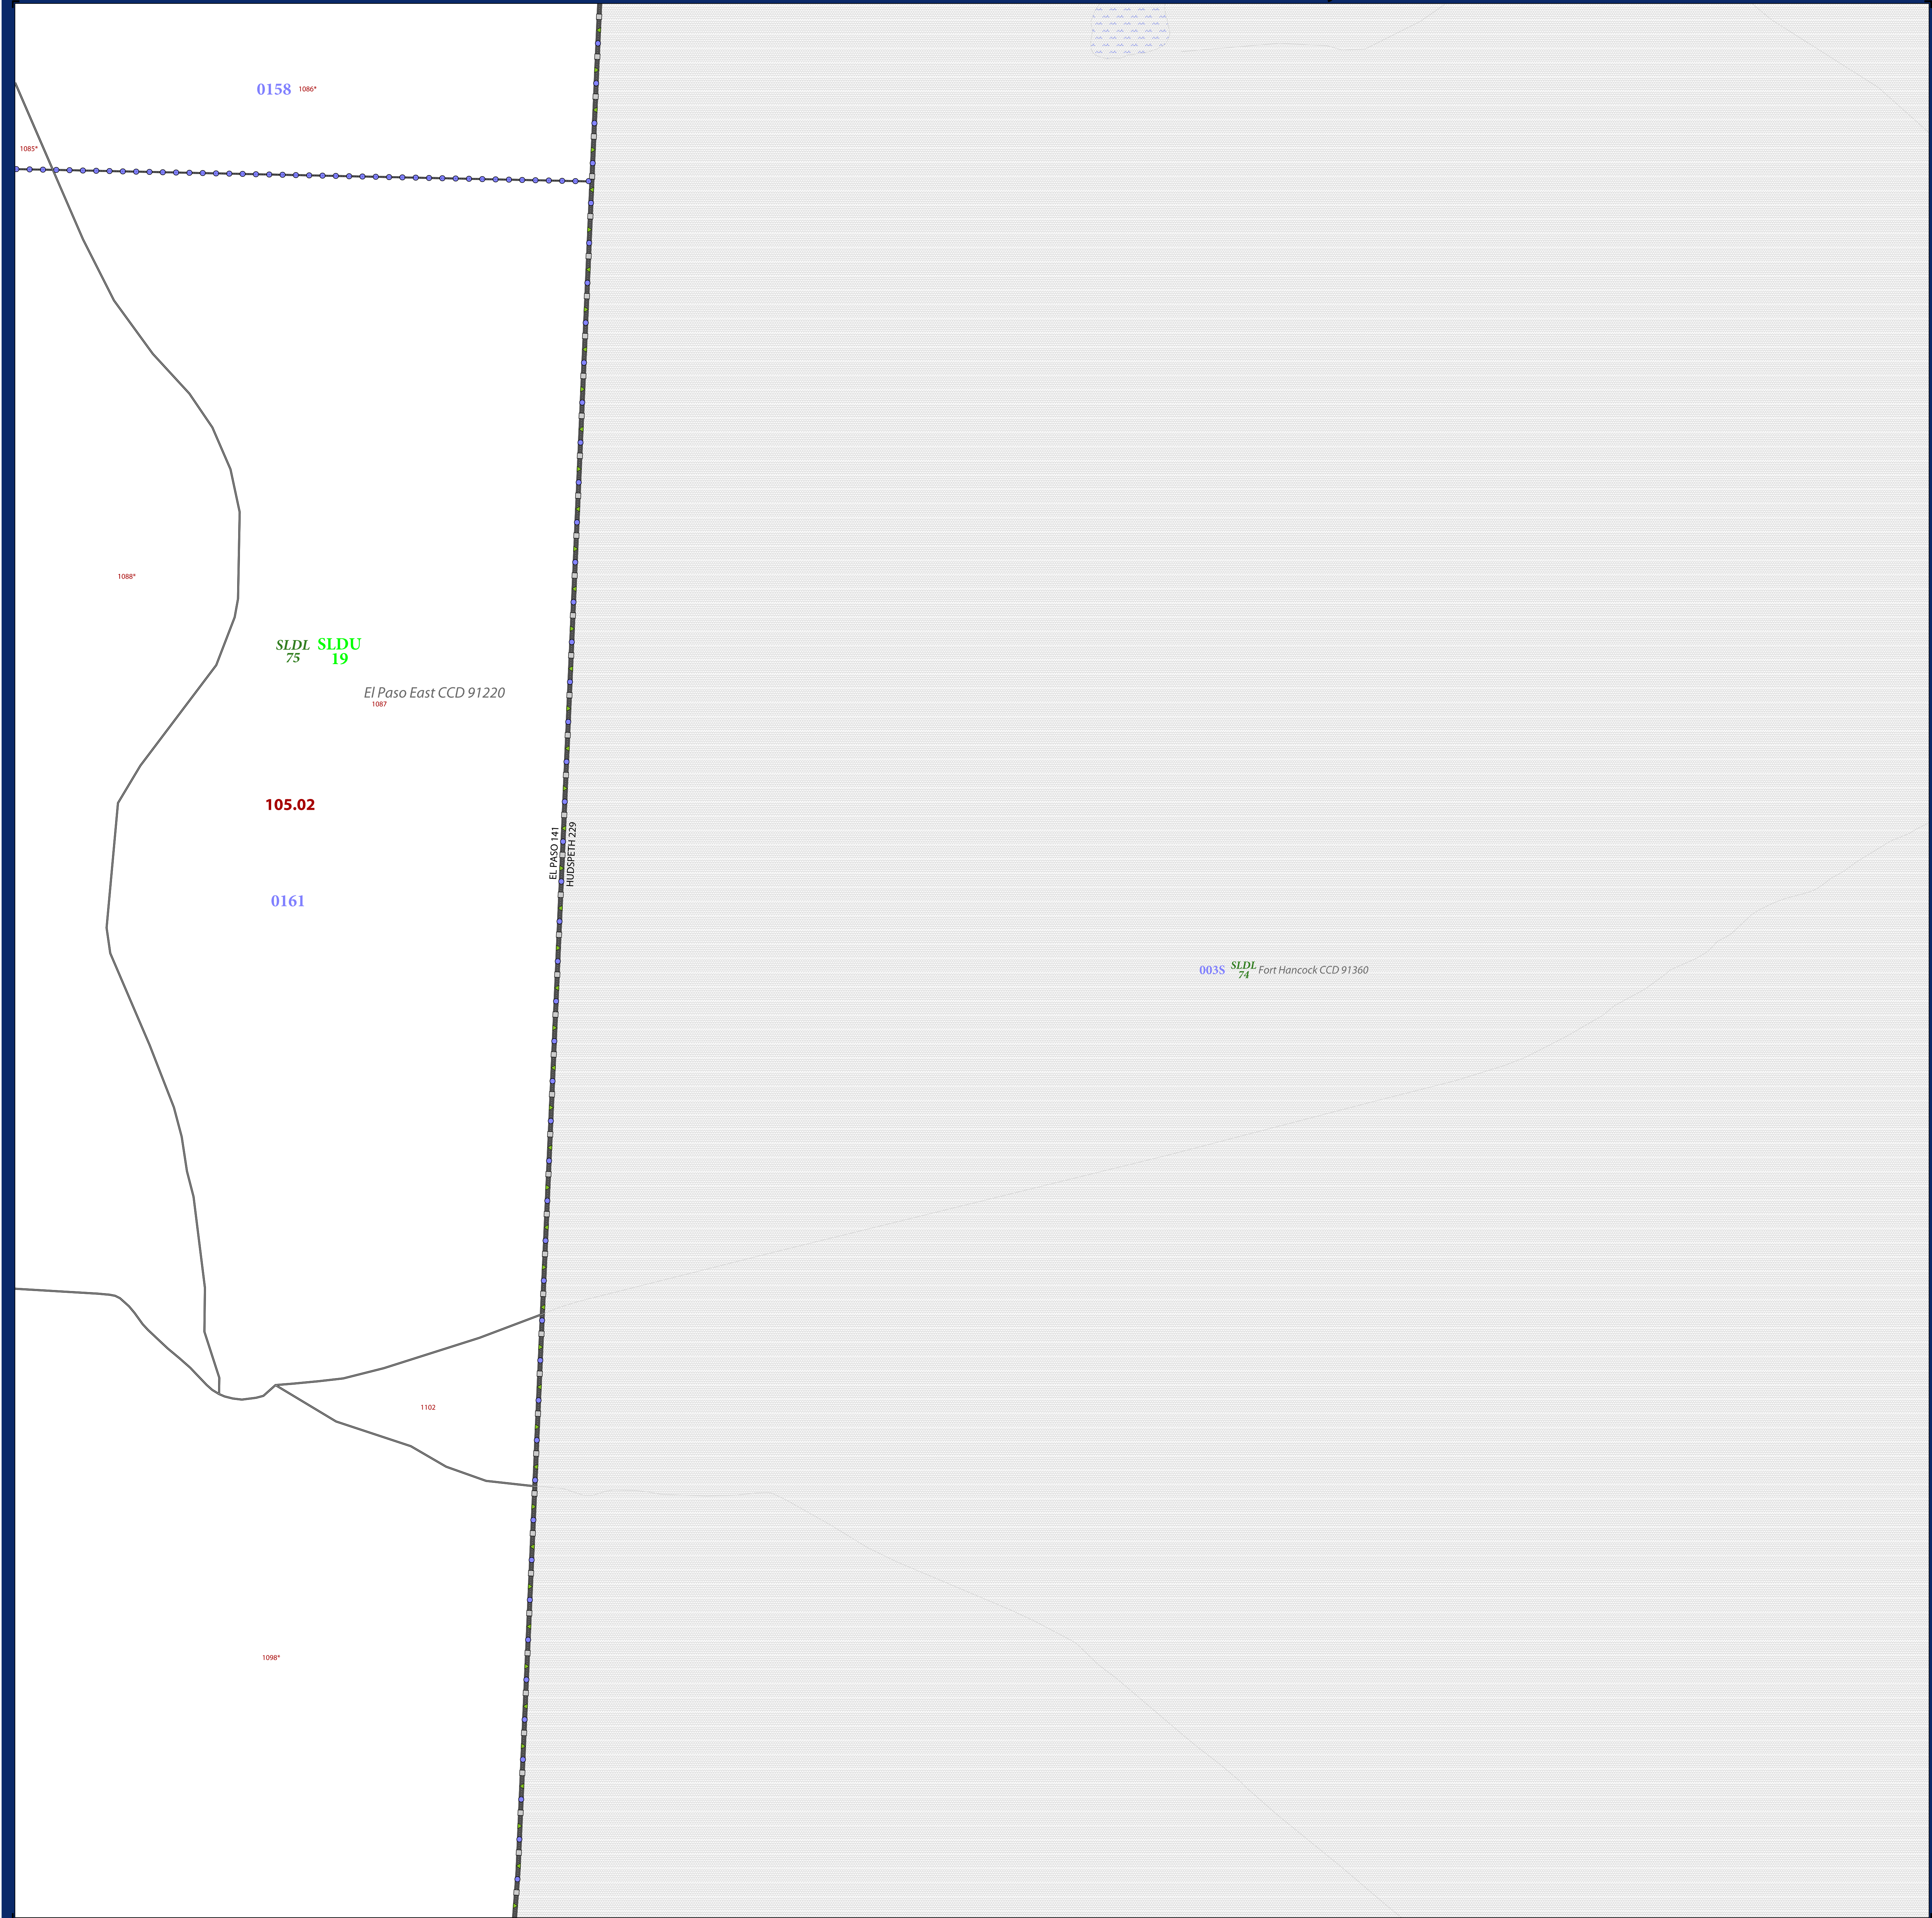 0158 1086*
1085*
1088*
SLDL
75
SLDU
19
El Paso East CCD 91220
1087
105.02
EL PASO 141
HUDSPETH 229
0161
003S
SLDL
74
Fort Hancock CCD 91360
1102
1098*